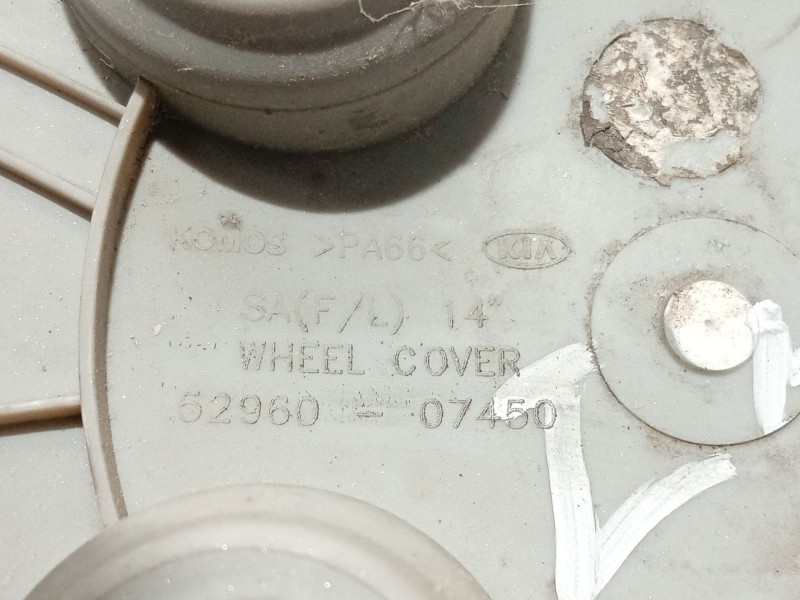 KOMOS >PA66< KIA
SA(F/L) 14"
WHEEL COVER
52960 - 07450